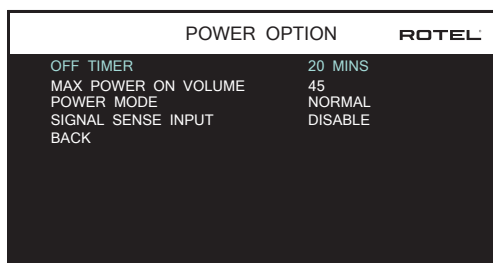 POWER OPTION ROTEL
OFF TIMER 20 MINS
MAX POWER ON VOLUME 45
POWER MODE NORMAL
SIGNAL SENSE INPUT DISABLE
BACK